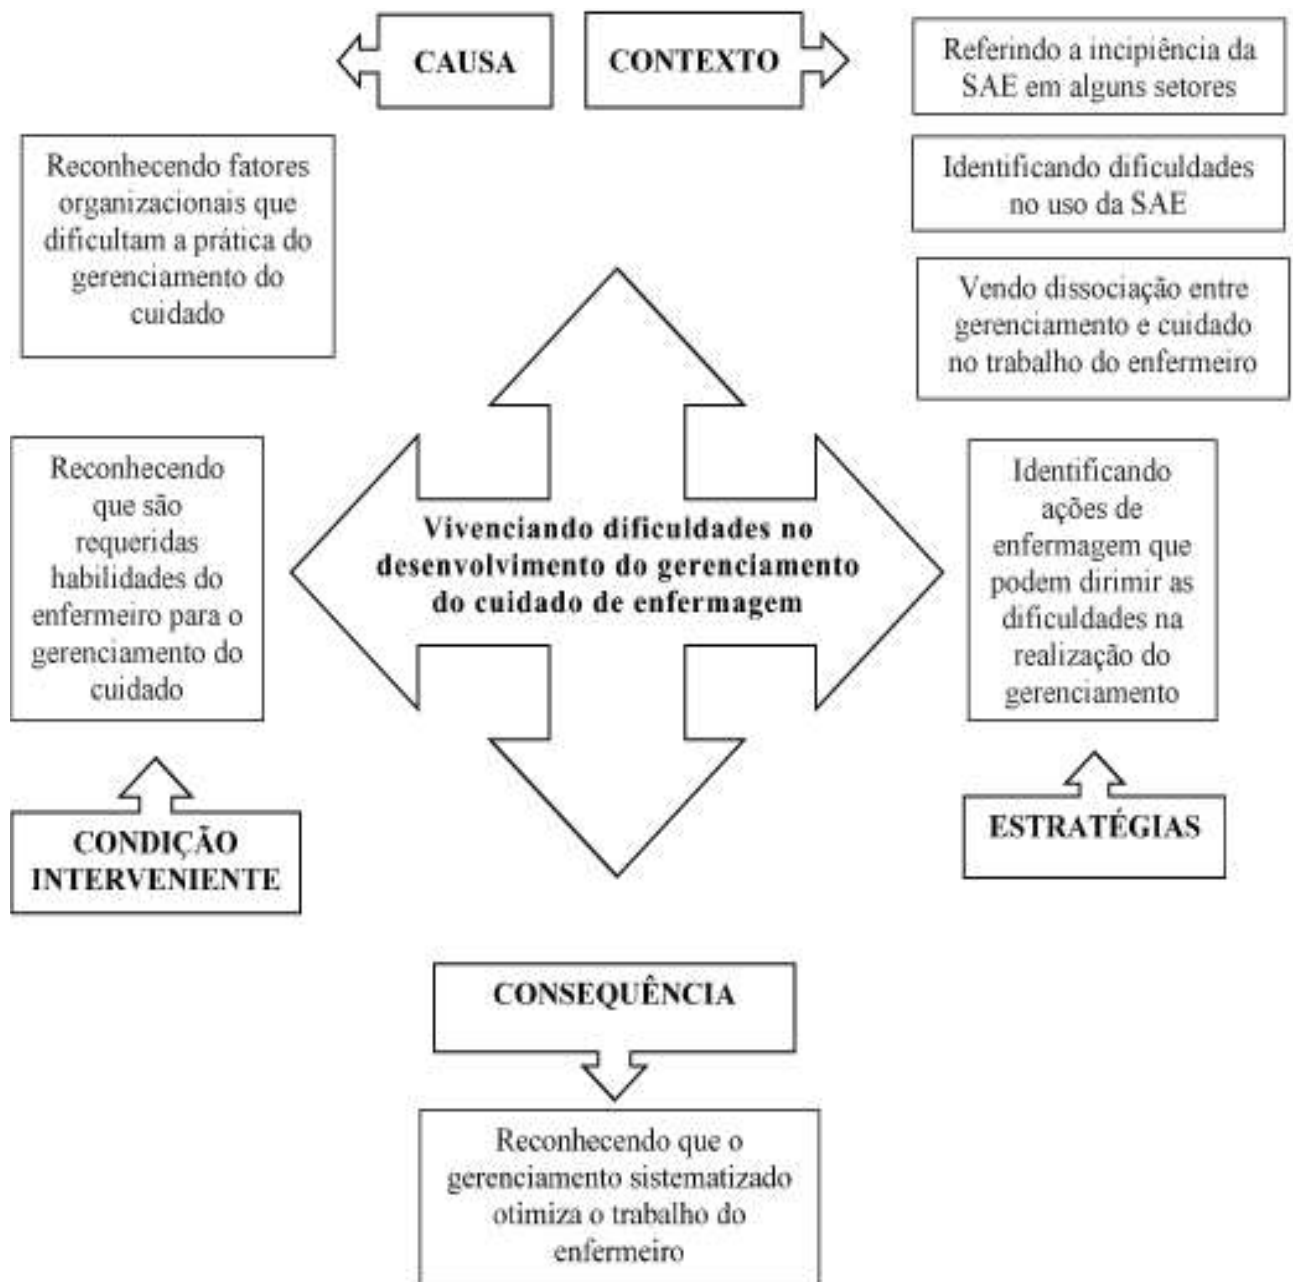 CAUSA
CONTEXTO
Referindo a incipiência da
SAE em alguns setores
Reconhecendo fatores
organizacionais que
dificultam a prática do
gerenciamento do
cuidado
Identificando dificuldades
no uso da SAE
Vendo dissociação entre
gerenciamento e cuidado
no trabalho do enfermeiro
Reconhecendo
que são
requeridas
habilidades do
enfermeiro para o
gerenciamento do
cuidado
Vivenciando dificuldades no
desenvolvimento do gerenciamento
do cuidado de enfermagem
Identificando
ações de
enfermagem que
podem dirimir as
dificuldades na
realização do
gerenciamento
CONDIÇÃO
INTERVENIENTE
ESTRATÉGIAS
CONSEQUÊNCIA
Reconhecendo que o
gerenciamento sistematizado
otimiza o trabalho do
enfermeiro